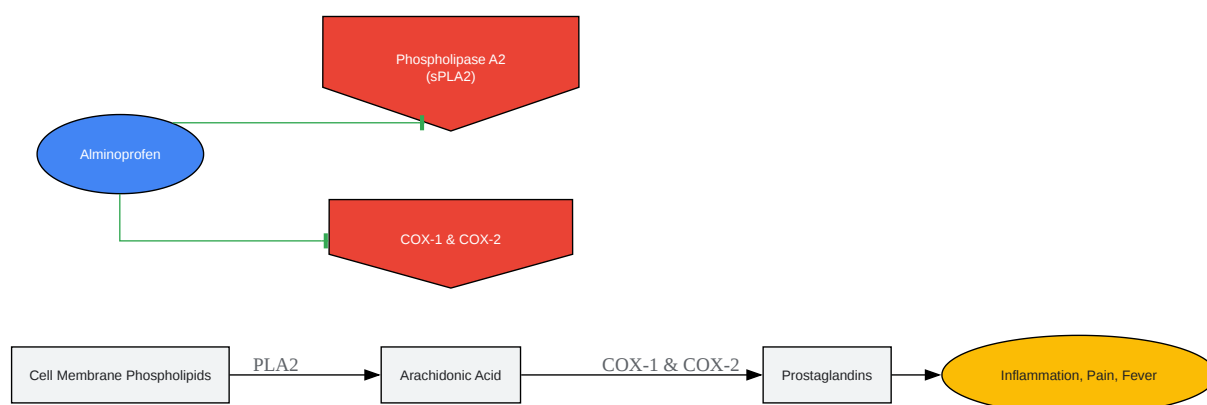 Phospholipase A2
(sPLA2)
Alminoprofen
COX-1 & COX-2
PLA2
COX-1 & COX-2
Cell Membrane Phospholipids
Arachidonic Acid
Prostaglandins
Inflammation, Pain, Fever